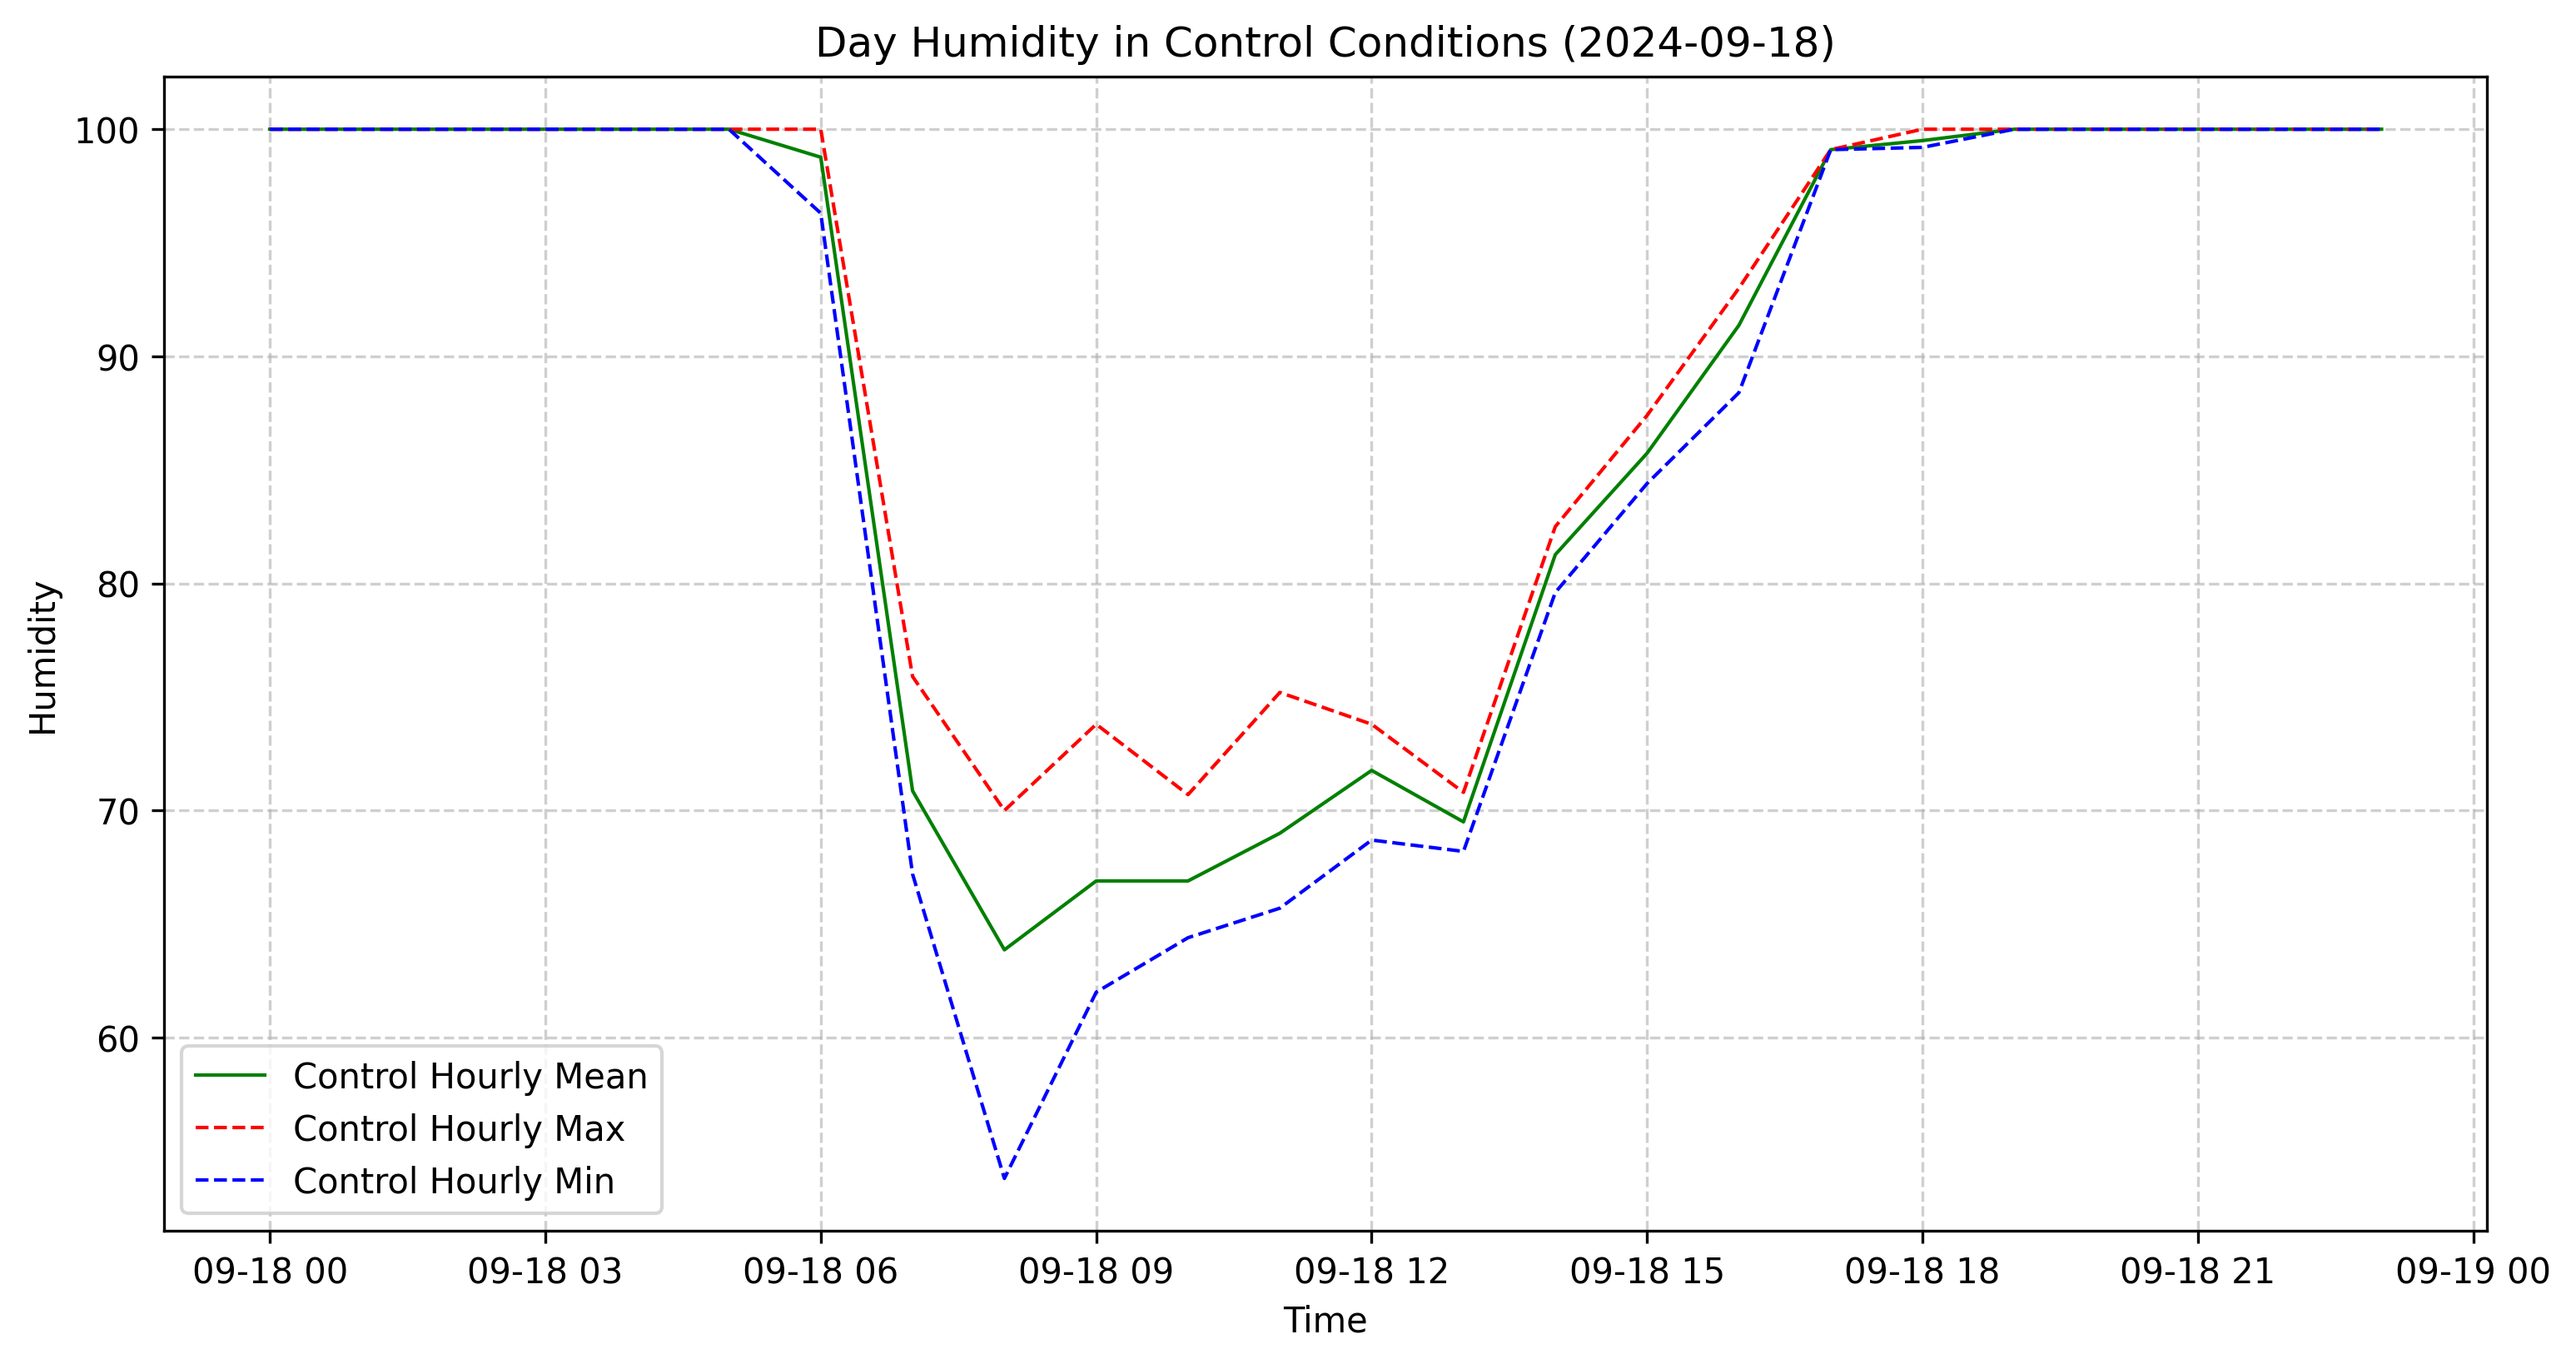 Day Humidity in Control Conditions (2024-09-18)
Humidity
100
90
80
70
60
Control Hourly Mean
Control Hourly Max
Control Hourly Min
09-18 00 09-18 03 09-18 06 09-18 09 09-18 12 09-18 15 09-18 18 09-18 21 09-19 00
Time